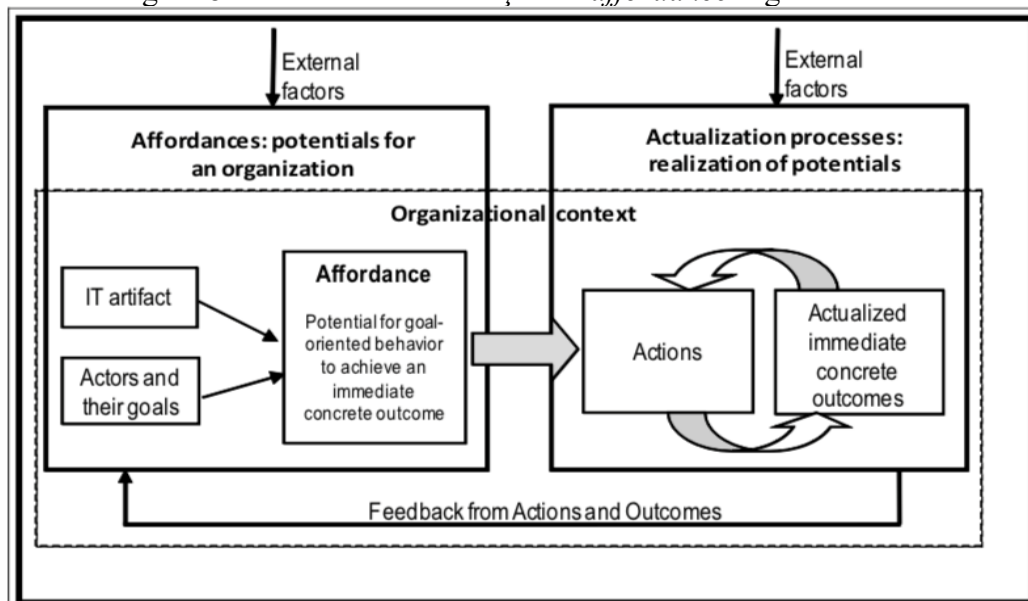 External
factors
External
factors
Affordances: potentials for
an organization
Actualization processes:
realization of potentials
Organizational context
IT artifact
Actors and
their goals
Affordance
Potential for goal-
oriented behavior
to achieve an
immediate
concrete outcome
Actions
Actualized
immediate
concrete
outcomes
Feedback from Actions and Outcomes